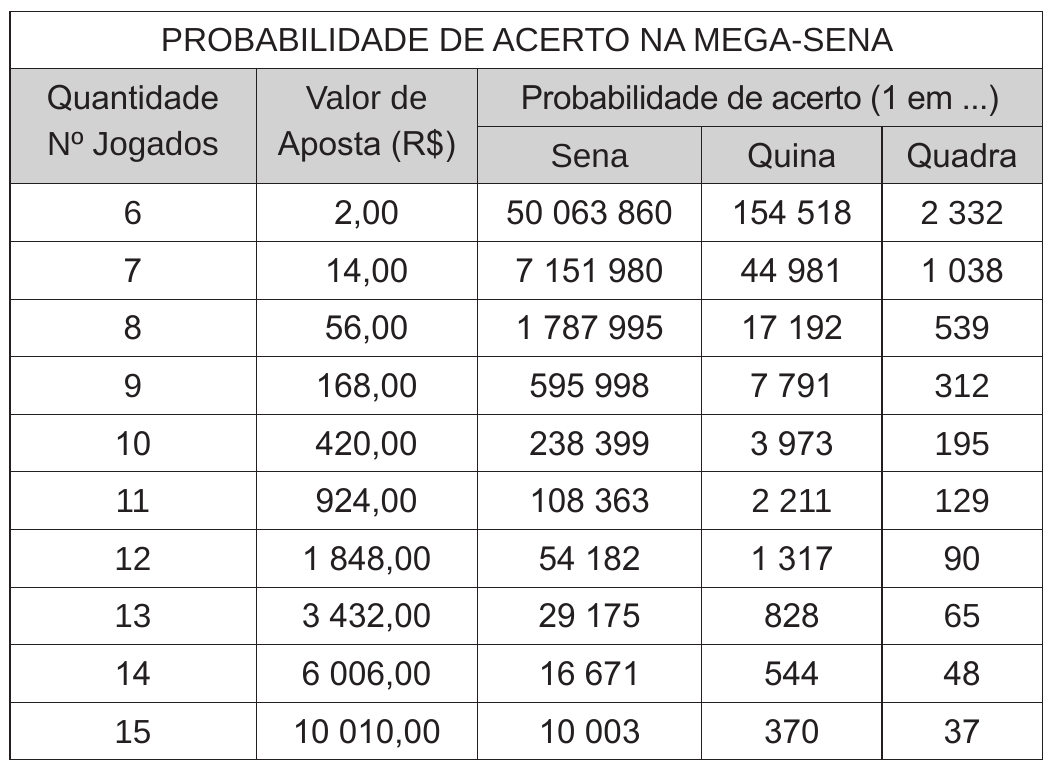 PROBABILIDADE DE ACERTO NA MEGA-SENA
Quantidade Nº Jogados
Valor de Aposta (R$)
Probabilidade de acerto (1 em ...)
Sena Quina Quadra
6 2,00 50 063 860 154 518 2 332
7 14,00 7 151 980 44 981 1 038
8 56,00 1 787 995 17 192 539
9 168,00 595 998 7 791 312
10 420,00 238 399 3 973 195
11 924,00 108 363 2 211 129
12 1 848,00 54 182 1 317 90
13 3 432,00 29 175 828 65
14 6 006,00 16 671 544 48
15 10 010,00 10 003 370 37